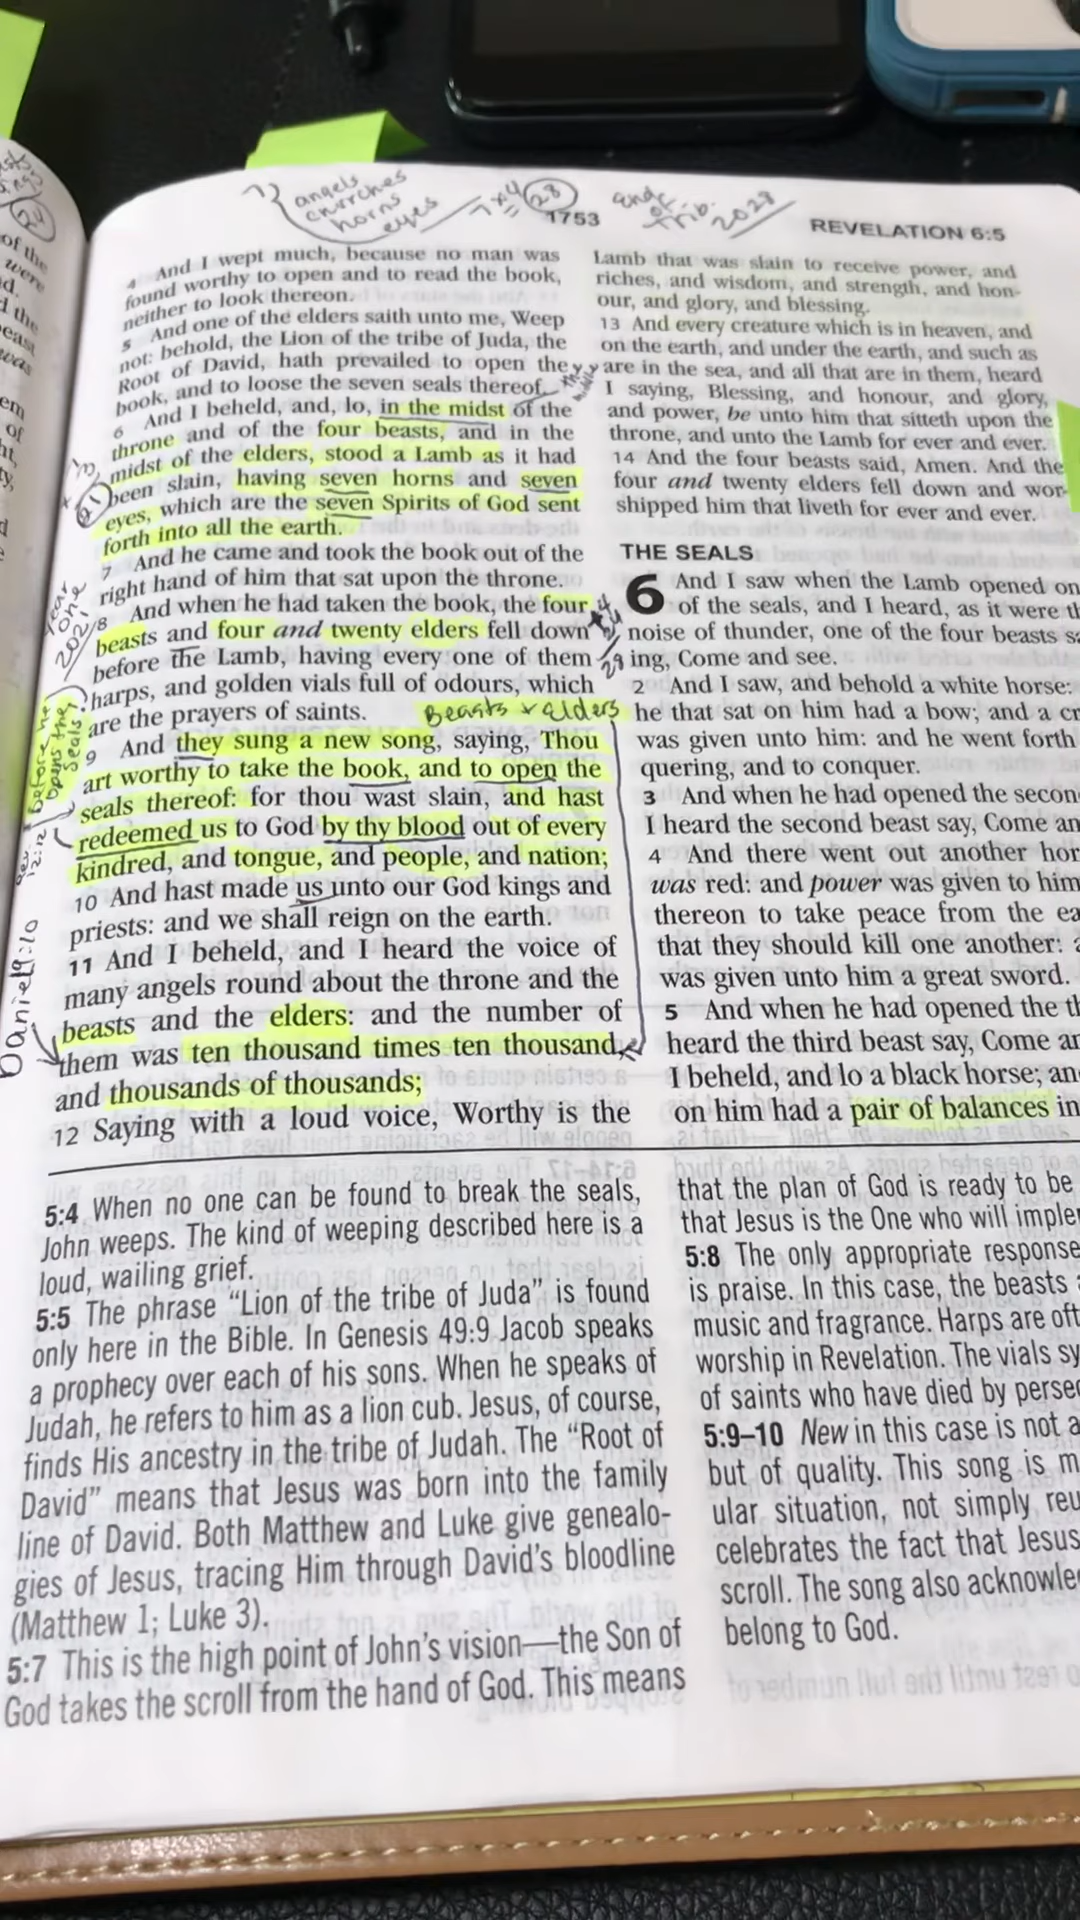 7 } angels
churches
horns
eyes
7x4
28
1753
end
of
Trib.
2028
REVELATION 6:5
4 And I wept much, because no man was
found worthy to open and to read the book,
neither to look thereon.
5 And one of the elders saith unto me, Weep
not: behold, the Lion of the tribe of Juda, the
Root of David, hath prevailed to open the
book, and to loose the seven seals thereof.
6 And I beheld, and, lo, in the midst of the
throne and of the four beasts, and in the
midst of the elders, stood a Lamb as it had
been slain, having seven horns and seven
eyes, which are the seven Spirits of God sent
forth into all the earth.
7 And he came and took the book out of the
right hand of him that sat upon the throne.
8 And when he had taken the book, the four
beasts and four and twenty elders fell down
before the Lamb, having every one of them
harps, and golden vials full of odours, which
are the prayers of saints.
Beasts + elders
9 And they sung a new song, saying, Thou
art worthy to take the book, and to open the
seals thereof: for thou wast slain, and hast
redeemed us to God by thy blood out of every
kindred, and tongue, and people, and nation;
10 And hast made us unto our God kings and
priests: and we shall reign on the earth.
11 And I beheld, and I heard the voice of
many angels round about the throne and the
beasts and the elders: and the number of
them was ten thousand times ten thousand,
and thousands of thousands;
12 Saying with a loud voice, Worthy is the
21
year
one
2021
Before he
opens the
seals
Daniel 9:10
28
Lamb that was slain to receive power, and
riches, and wisdom, and strength, and hon-
our, and glory, and blessing.
13 And every creature which is in heaven, and
on the earth, and under the earth, and such as
are in the sea, and all that are in them, heard
I saying, Blessing, and honour, and glory,
and power, be unto him that sitteth upon the
throne, and unto the Lamb for ever and ever.
14 And the four beasts said, Amen. And the
four and twenty elders fell down and wor-
shipped him that liveth for ever and ever.
THE SEALS
6 And I saw when the Lamb opened on
of the seals, and I heard, as it were th
noise of thunder, one of the four beasts sa
ing, Come and see.
2 And I saw, and behold a white horse:
he that sat on him had a bow; and a cr
was given unto him: and he went forth
quering, and to conquer.
3 And when he had opened the secon
I heard the second beast say, Come an
4 And there went out another hor
was red: and power was given to him
thereon to take peace from the ea
that they should kill one another: a
was given unto him a great sword.
5 And when he had opened the th
heard the third beast say, Come an
I beheld, and lo a black horse; an
on him had a pair of balances in
5:4 When no one can be found to break the seals,
John weeps. The kind of weeping described here is a
loud, wailing grief.
5:5 The phrase “Lion of the tribe of Juda” is found
only here in the Bible. In Genesis 49:9 Jacob speaks
a prophecy over each of his sons. When he speaks of
Judah, he refers to him as a lion cub. Jesus, of course,
finds His ancestry in the tribe of Judah. The “Root of
David” means that Jesus was born into the family
line of David. Both Matthew and Luke give genealo-
gies of Jesus, tracing Him through David’s bloodline
(Matthew 1; Luke 3).
5:7 This is the high point of John’s vision—the Son of
God takes the scroll from the hand of God. This means
that the plan of God is ready to be
that Jesus is the One who will imple
5:8 The only appropriate response
is praise. In this case, the beasts a
music and fragrance. Harps are oft
worship in Revelation. The vials sy
of saints who have died by perse
5:9–10 New in this case is not a
but of quality. This song is m
ular situation, not simply reu
celebrates the fact that Jesus
scroll. The song also acknowle
belong to God.